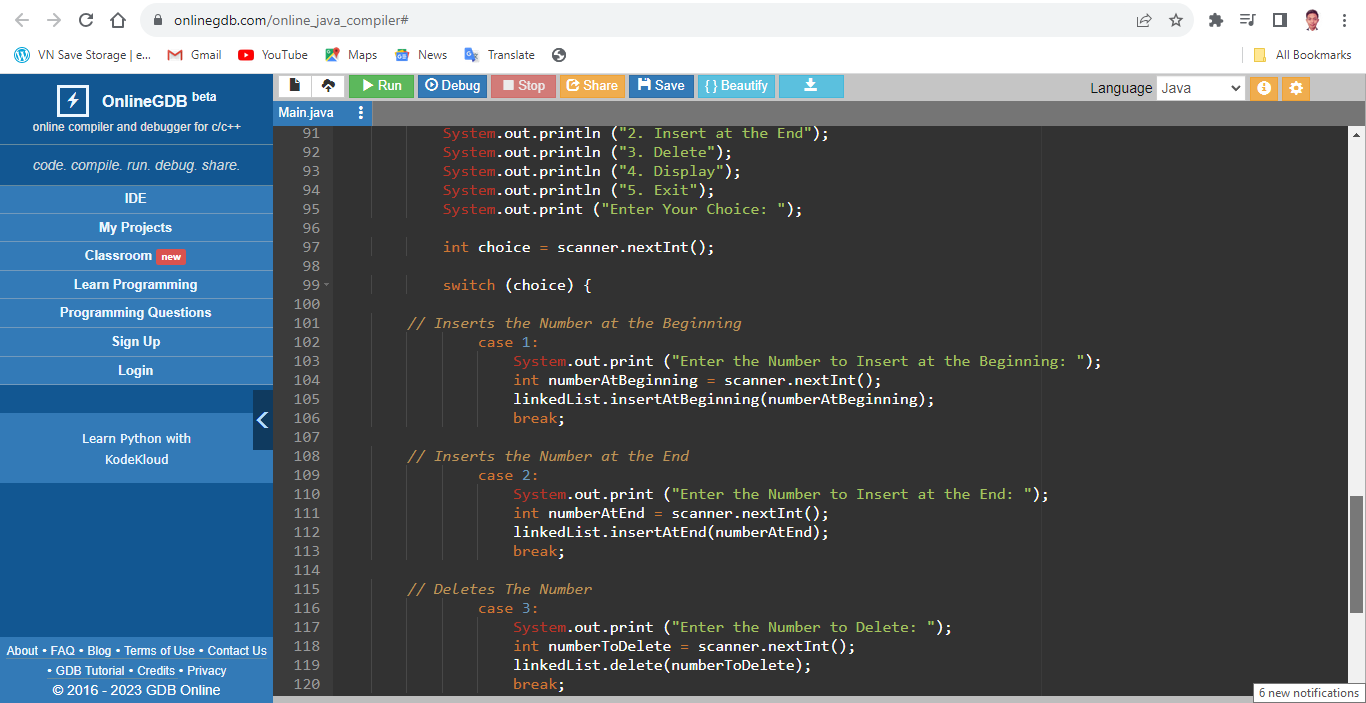 onlinegdb.com/online_java_compiler#
VN Save Storage | e... Gmail YouTube Maps News Translate All Bookmarks
OnlineGDB beta
online compiler and debugger for c/c++
code. compile. run. debug. share.
IDE
My Projects
Classroom new
Learn Programming
Programming Questions
Sign Up
Login
Learn Python with
KodeKloud
About • FAQ • Blog • Terms of Use • Contact Us
• GDB Tutorial • Credits • Privacy
© 2016 - 2023 GDB Online
Run Debug Stop Share Save { } Beautify Language Java
Main.java
91 System.out.println ("2. Insert at the End");
92 System.out.println ("3. Delete");
93 System.out.println ("4. Display");
94 System.out.println ("5. Exit");
95 System.out.print ("Enter Your Choice: ");
96
97 int choice = scanner.nextInt();
98
99 switch (choice) {
100
101 // Inserts the Number at the Beginning
102 case 1:
103 System.out.print ("Enter the Number to Insert at the Beginning: ");
104 int numberAtBeginning = scanner.nextInt();
105 linkedList.insertAtBeginning(numberAtBeginning);
106 break;
107
108 // Inserts the Number at the End
109 case 2:
110 System.out.print ("Enter the Number to Insert at the End: ");
111 int numberAtEnd = scanner.nextInt();
112 linkedList.insertAtEnd(numberAtEnd);
113 break;
114
115 // Deletes The Number
116 case 3:
117 System.out.print ("Enter the Number to Delete: ");
118 int numberToDelete = scanner.nextInt();
119 linkedList.delete(numberToDelete);
120 break;
6 new notifications